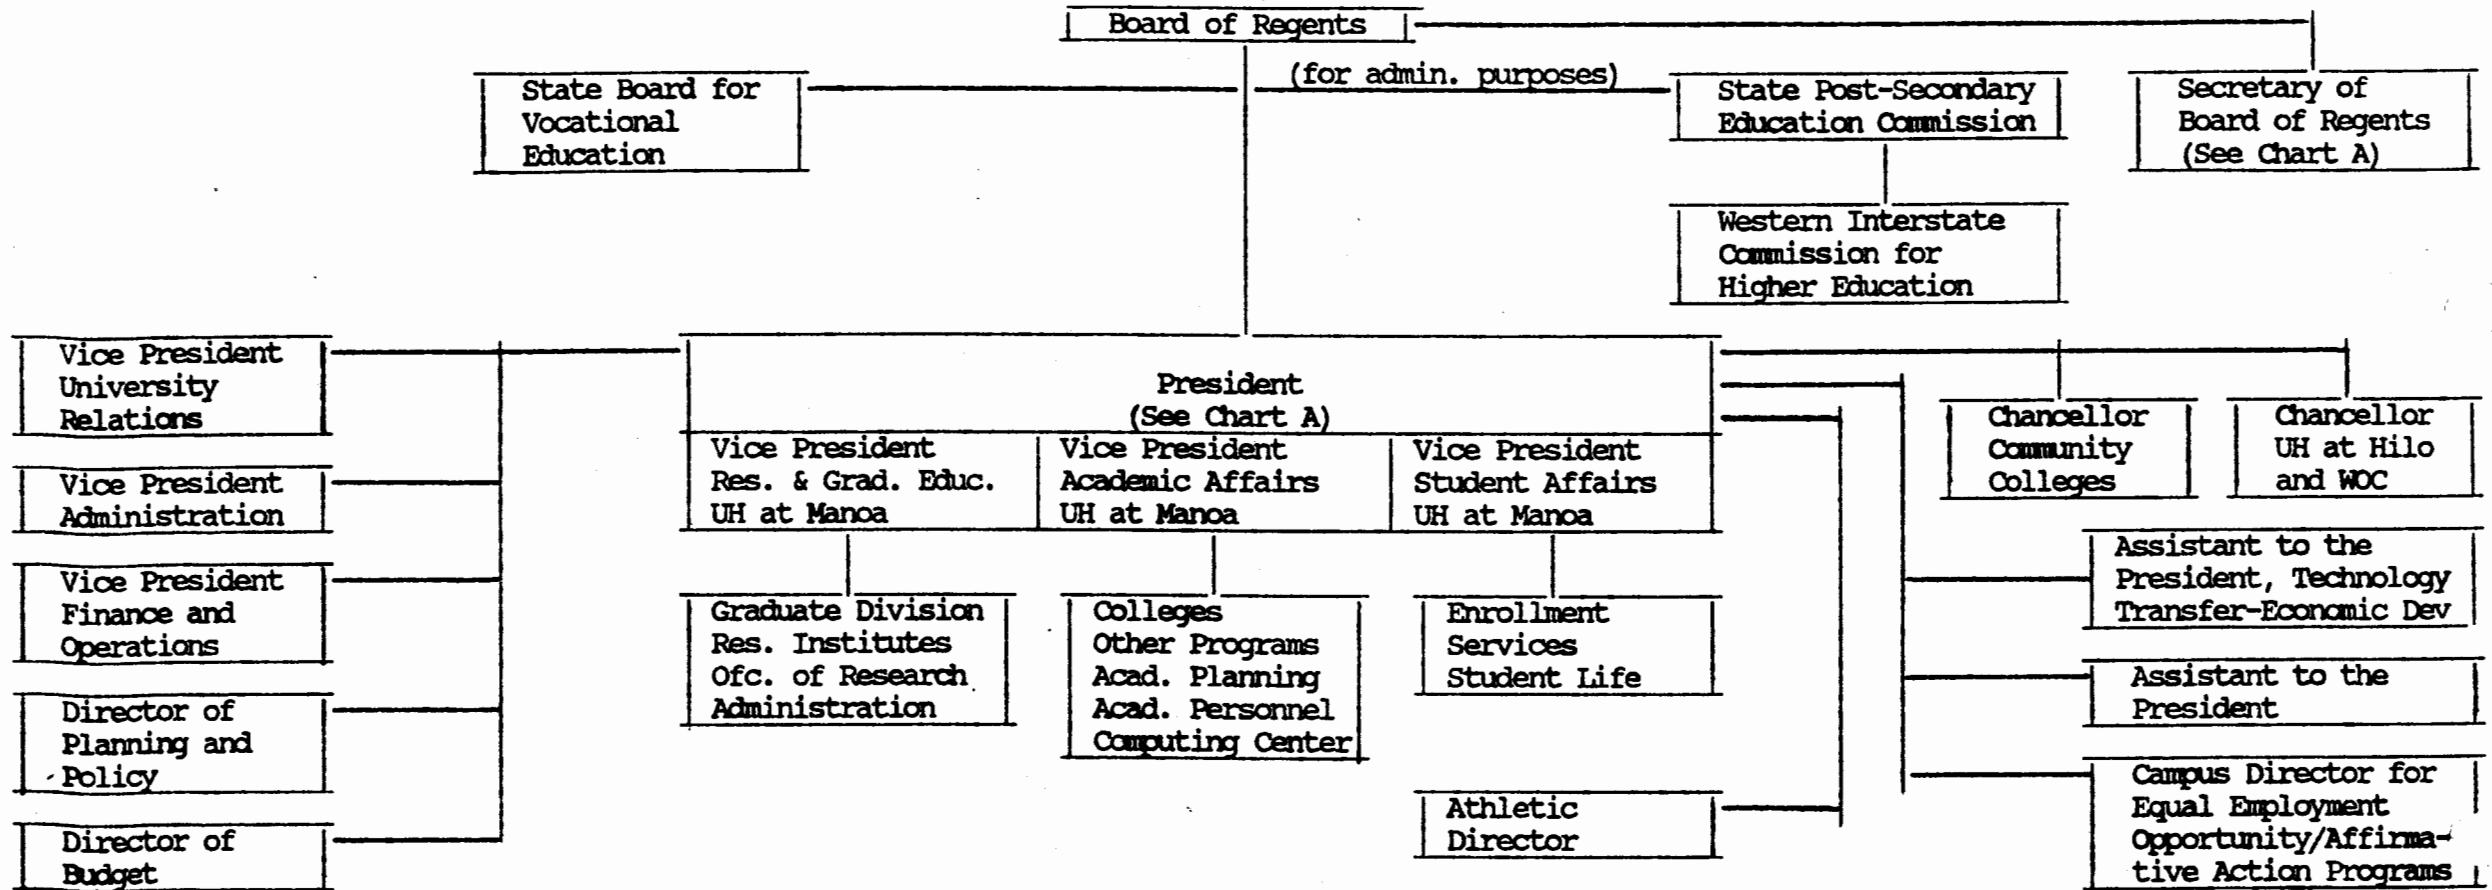 Board of Regents
(for admin. purposes)
State Board for
Vocational
Education
State Post-Secondary
Education Commission
Secretary of
Board of Regents
(See Chart A)
Western Interstate
Commission for
Higher Education
Vice President
University
Relations
Vice President
Administration
Vice President
Finance and
Operations
Director of
Planning and
Policy
Director of
Budget
President
(See Chart A)
Vice President
Res. & Grad. Educ.
UH at Manoa
Vice President
Academic Affairs
UH at Manoa
Vice President
Student Affairs
UH at Manoa
Graduate Division
Res. Institutes
Ofc. of Research
Administration
Colleges
Other Programs
Acad. Planning
Acad. Personnel
Computing Center
Enrollment
Services
Student Life
Athletic
Director
Chancellor
Community
Colleges
Chancellor
UH at Hilo
and WOC
Assistant to the
President, Technology
Transfer-Economic Dev
Assistant to the
President
Campus Director for
Equal Employment
Opportunity/Affirma-
tive Action Programs